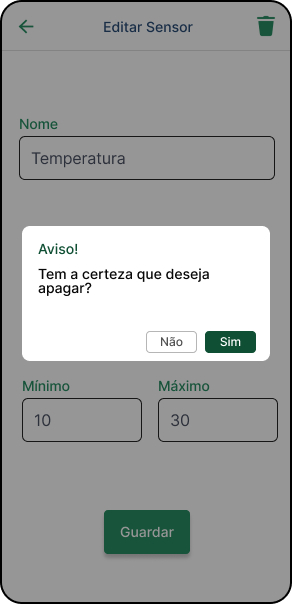 Editar Sensor
Nome
Temperatura
Aviso!
Tem a certeza que deseja
apagar?
Não
Sim
Mínimo
Máximo
10
30
Guardar